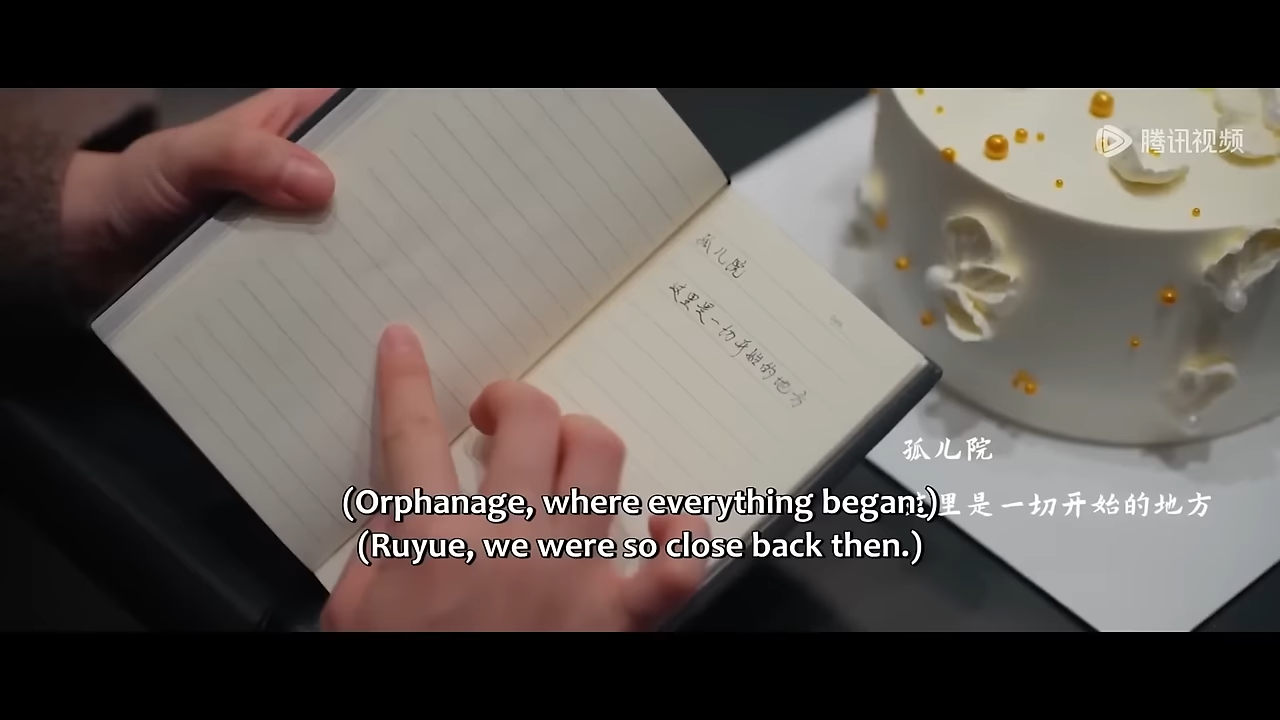 腾讯视频
孤儿院
这里是一切开始的地方
孤儿院
这里是一切开始的地方
(Orphanage, where everything began.)
(Ruyue, we were so close back then.)